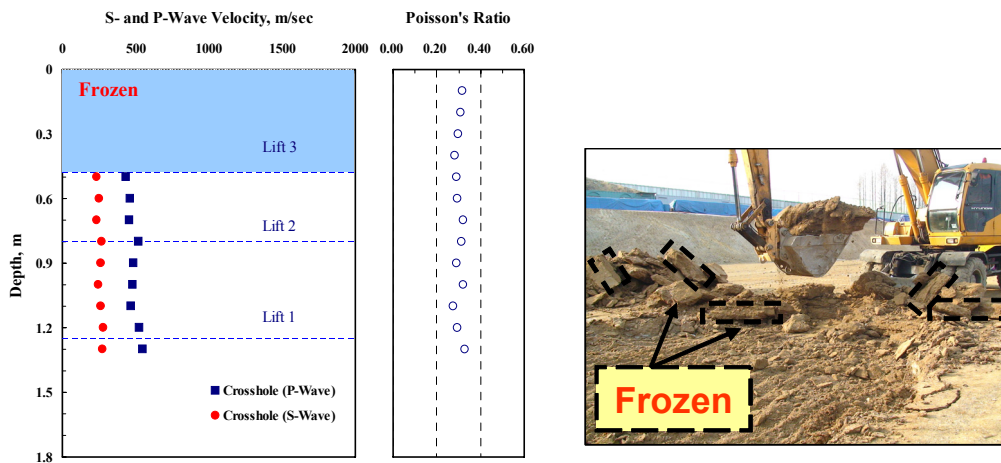 S- and P-Wave Velocity, m/sec
0 500 1000 2000
Depth, m
0
0.3
0.6
0.9
1.2
1.5
1.8
Frozen
Lift 3
Lift 2
Lift 1
Crosshole (P-Wave)
Crosshole (S-Wave)
Poisson's Ratio
0.00 0.20 0.40 0.60
Frozen